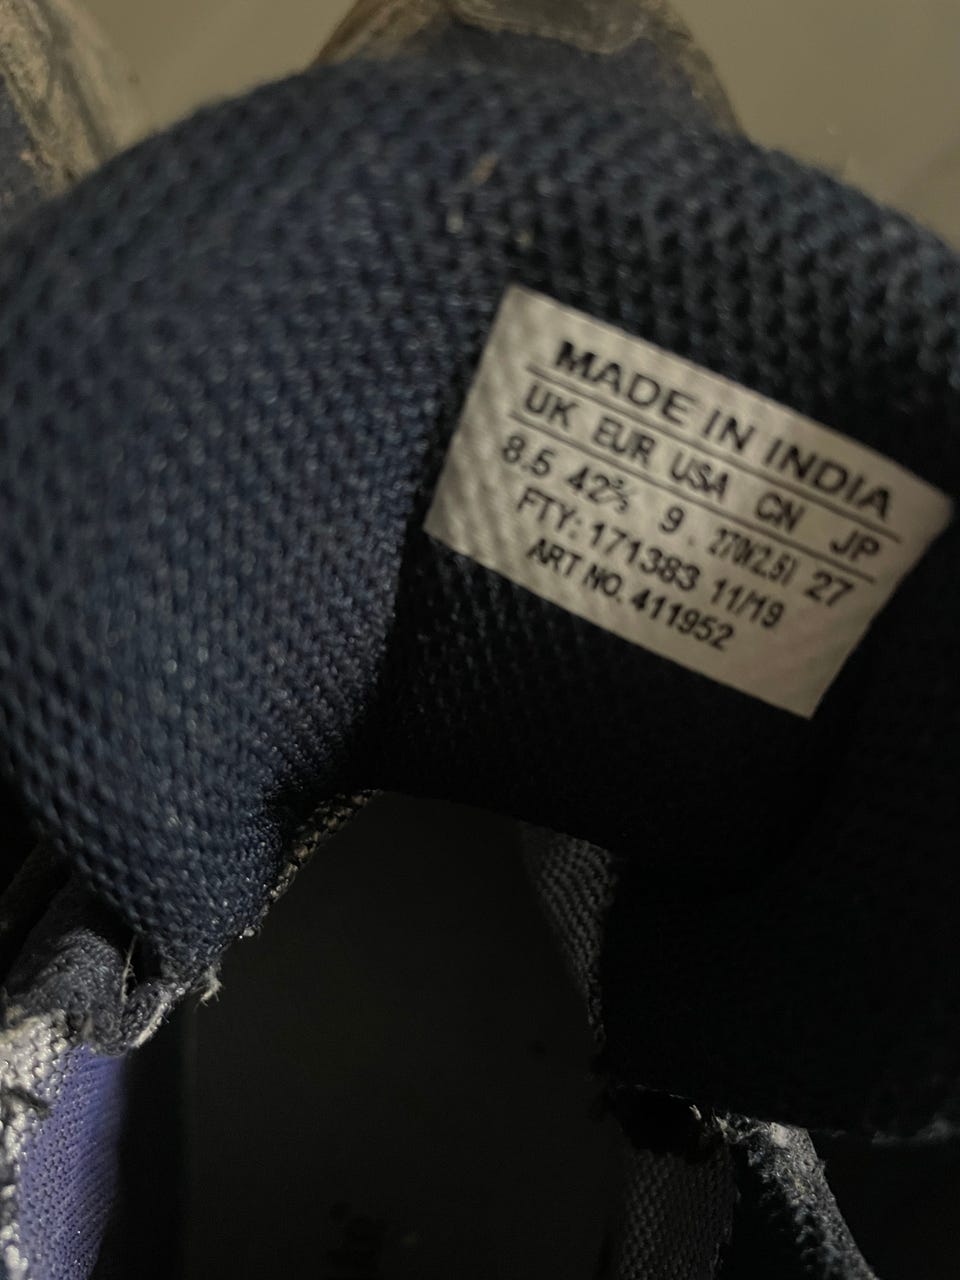 MADE IN INDIA
UK EUR USA CN JP
8.5 42⅔ 9 270(2.5) 27
FTY: 171383 11/19
ART NO. 411952